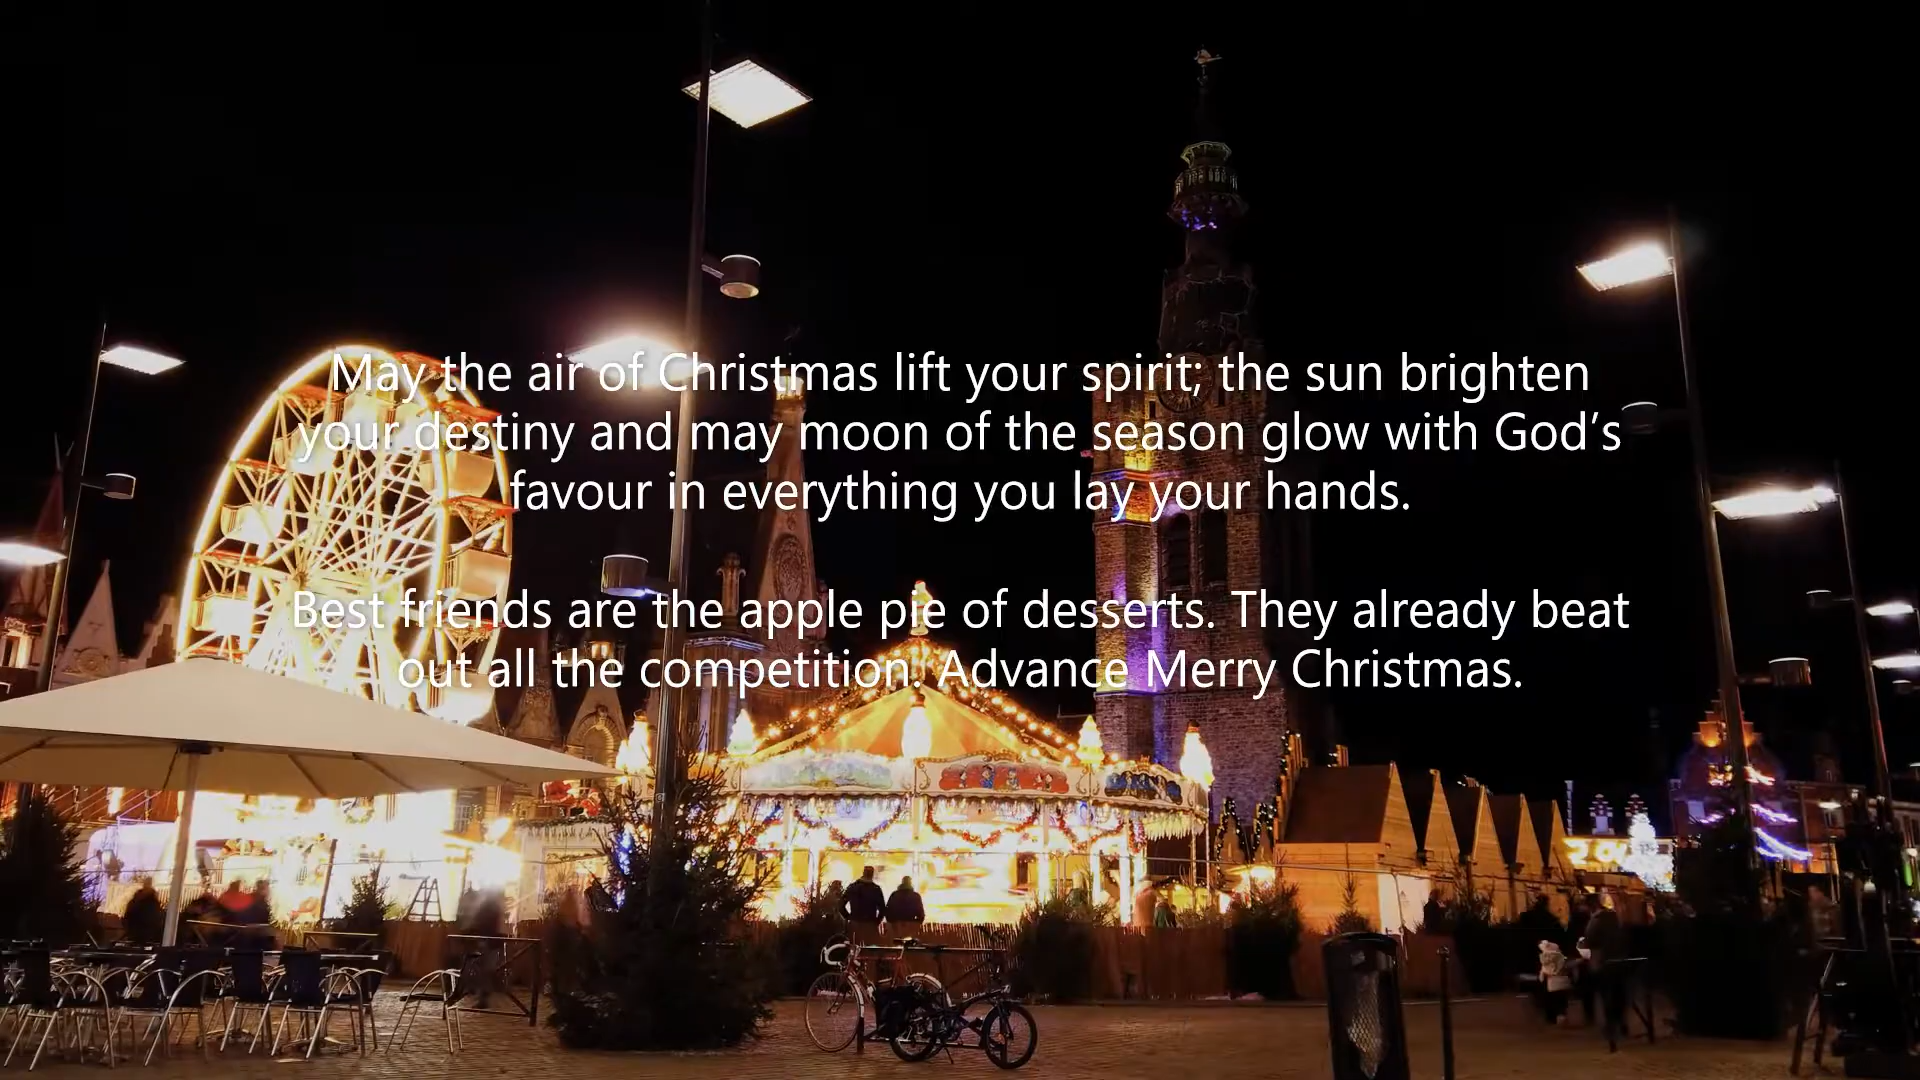 May the air of Christmas lift your spirit; the sun brighten
your destiny and may moon of the season glow with God’s
favour in everything you lay your hands.
Best friends are the apple pie of desserts. They already beat
out all the competition. Advance Merry Christmas.